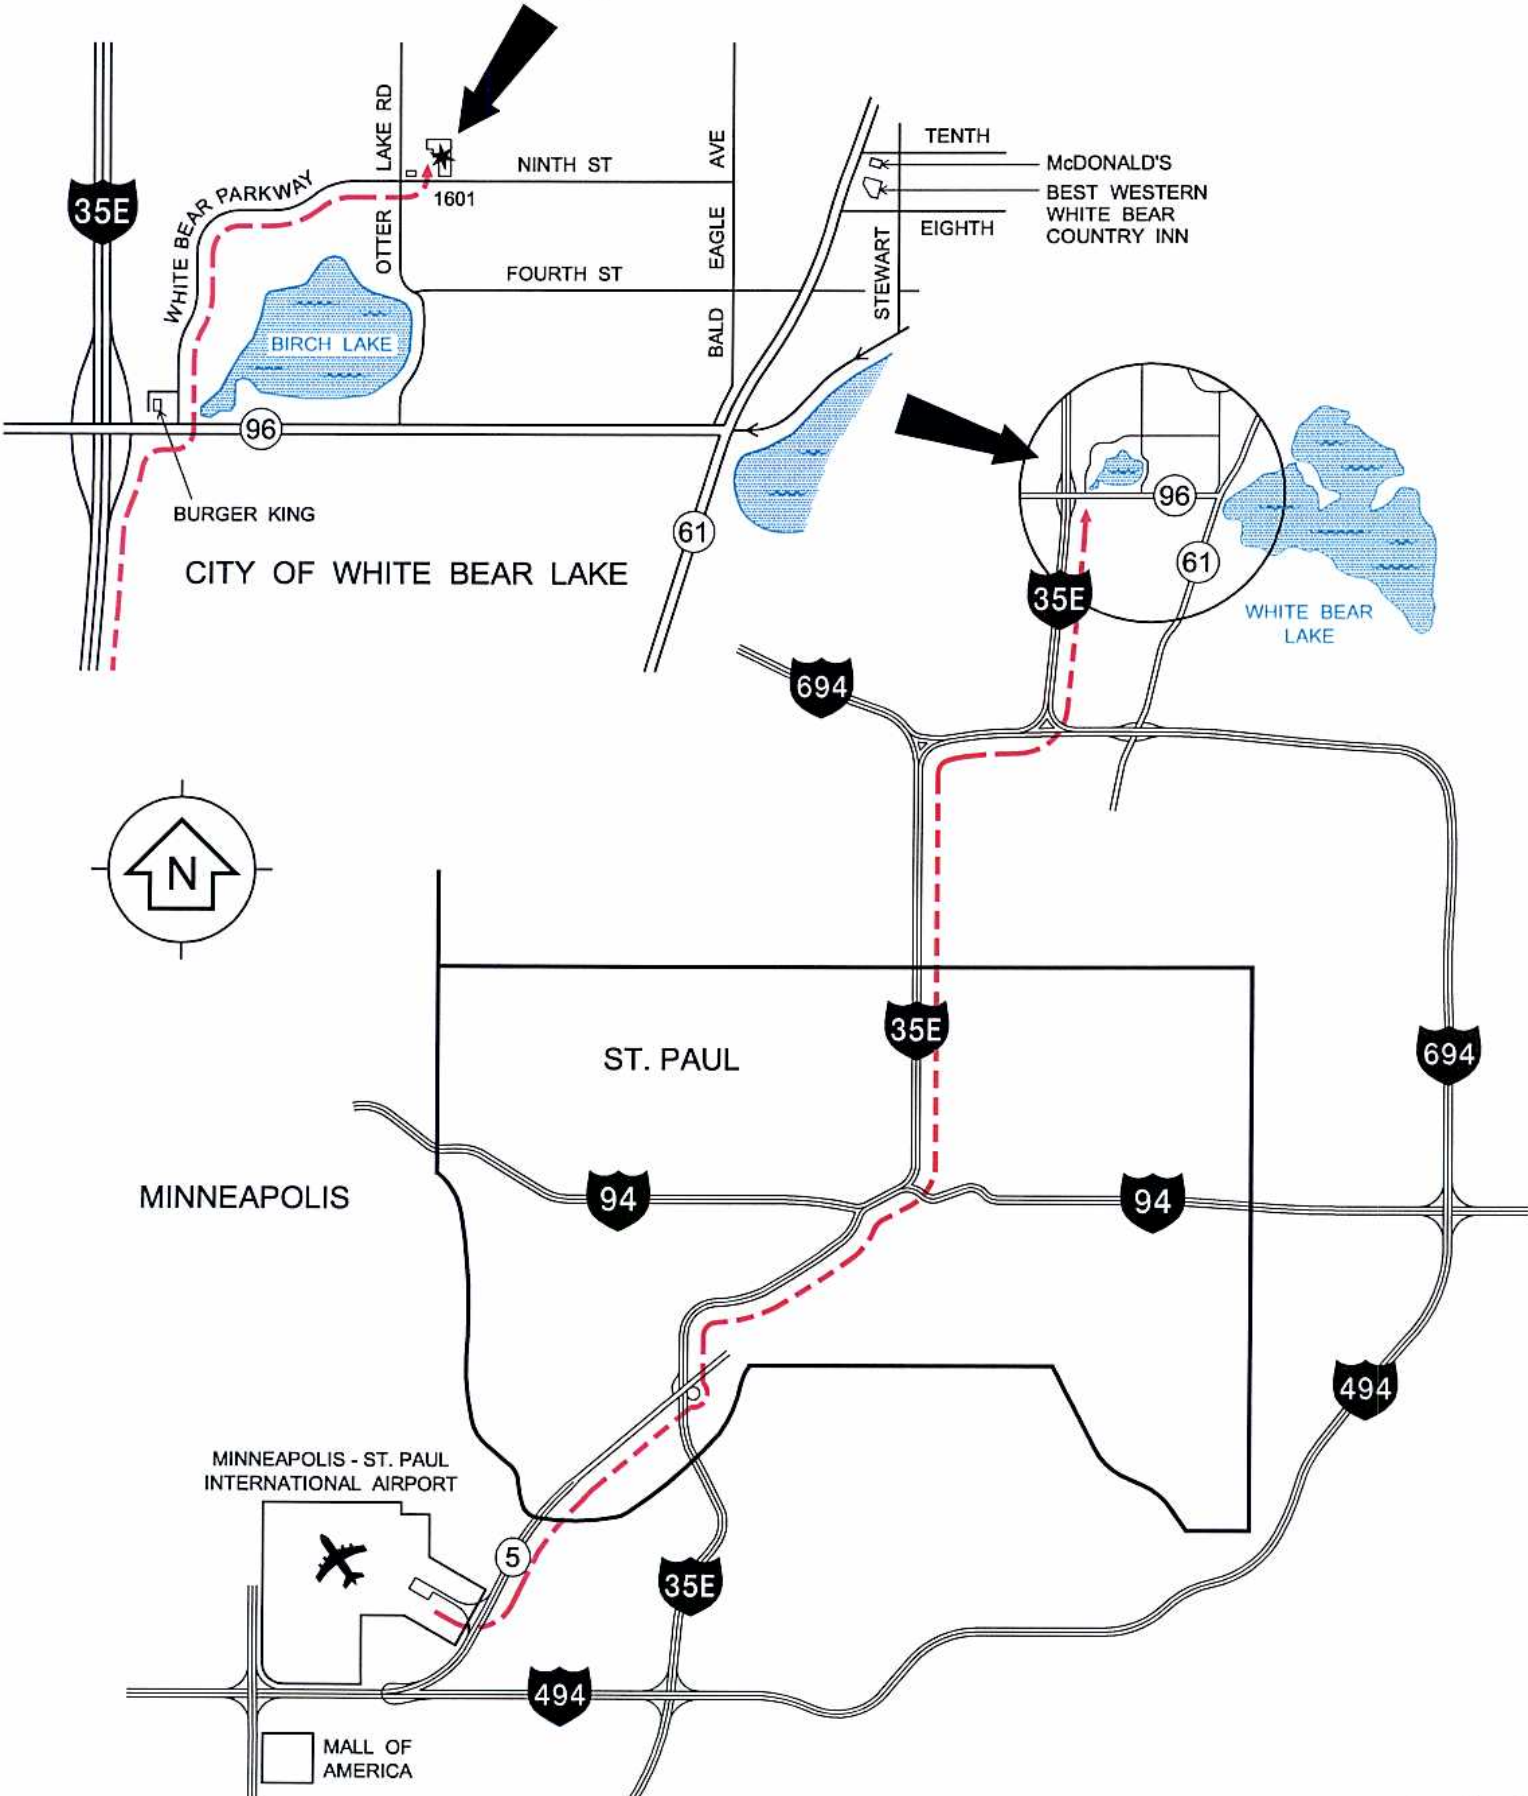 LAKE RD
OTTER
NINTH ST
1601
AVE
EAGLE
BALD
TENTH
McDONALD'S
BEST WESTERN
WHITE BEAR
COUNTRY INN
EIGHTH
STEWART
35E
WHITE BEAR PARKWAY
FOURTH ST
BIRCH LAKE
96
BURGER KING
61
CITY OF WHITE BEAR LAKE
96
61
35E
WHITE BEAR
LAKE
694
N
35E
ST. PAUL
694
MINNEAPOLIS
94
94
494
MINNEAPOLIS - ST. PAUL
INTERNATIONAL AIRPORT
5
35E
494
MALL OF
AMERICA